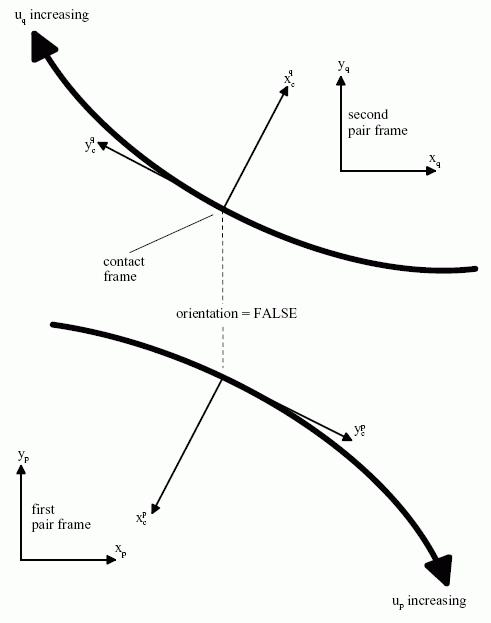 u_q increasing
x_c^q
y_q
second
pair frame
y_c^q
x_q
contact
frame
orientation = FALSE
y_c^p
y_p
first
pair frame
x_c^p
x_p
u_p increasing